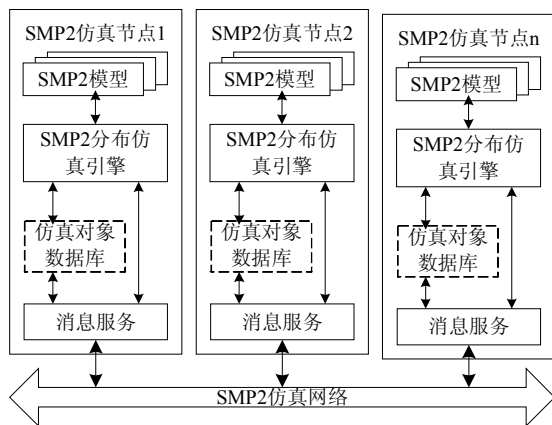 SMP2仿真节点1
SMP2模型
SMP2分布仿
真引擎
仿真对象
数据库
消息服务
SMP2仿真节点2
SMP2模型
SMP2分布仿
真引擎
仿真对象
数据库
消息服务
SMP2仿真节点n
SMP2模型
SMP2分布仿
真引擎
仿真对象
数据库
消息服务
SMP2仿真网络